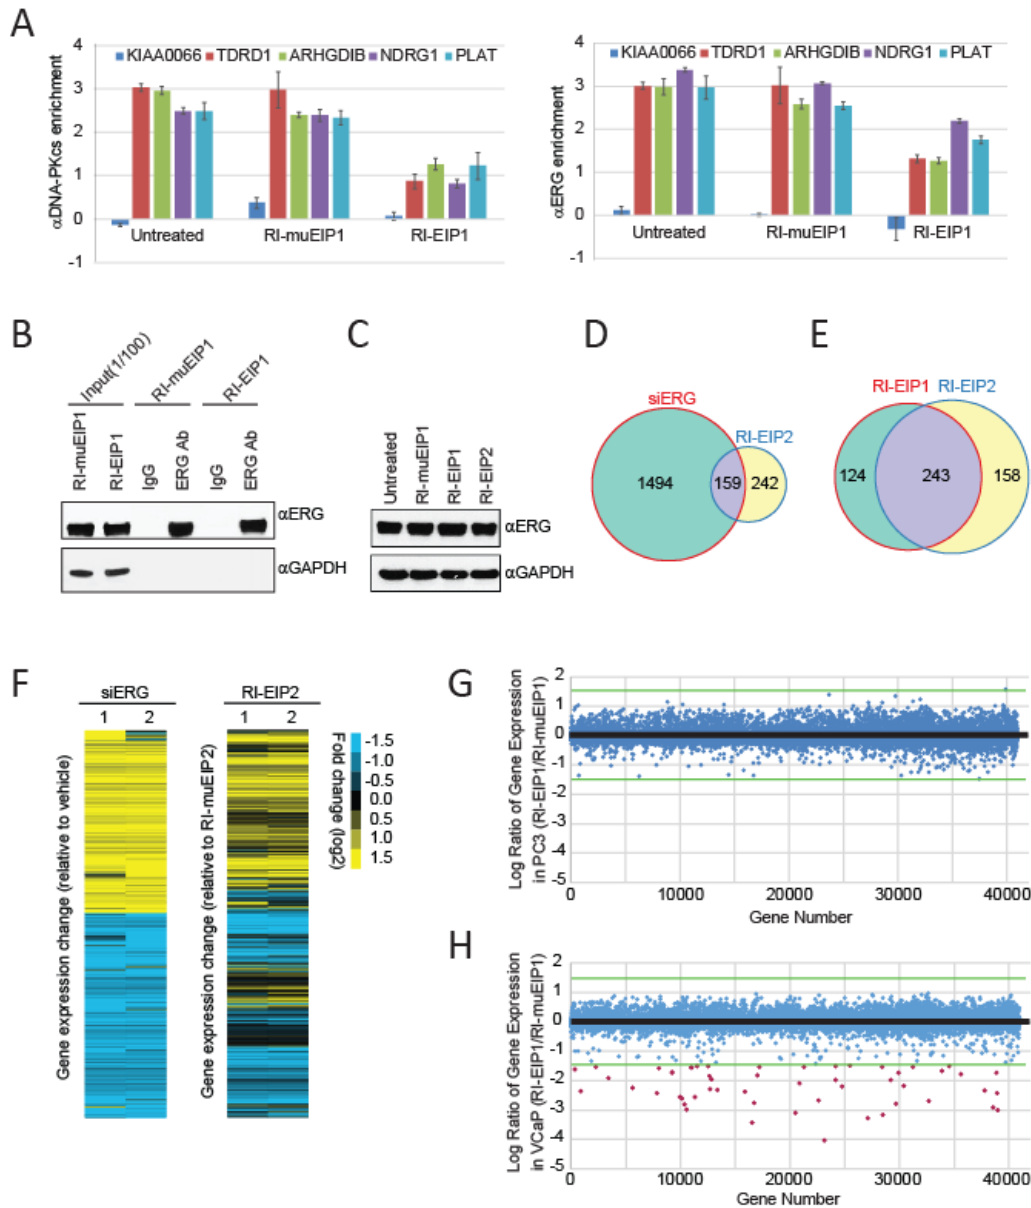 A
KIAA0066 TDRD1 ARHGDIB NDRG1 PLAT
αDNA-PKcs enrichment
4
3
2
1
0
-1
Untreated RI-muEIP1 RI-EIP1
KIAA0066 TDRD1 ARHGDIB NDRG1 PLAT
αERG enrichment
4
3
2
1
0
-1
Untreated RI-muEIP1 RI-EIP1
B
Input(1/100) RI-muEIP1 RI-EIP1
RI-muEIP1 RI-EIP1 IgG ERG Ab IgG ERG Ab
αERG
αGAPDH
C
Untreated RI-muEIP1 RI-EIP1 RI-EIP2
αERG
αGAPDH
D
siERG
RI-EIP2
1494 159 242
E
RI-EIP1 RI-EIP2
124 243 158
F
siERG RI-EIP2
1 2 1 2
Gene expression change (relative to vehicle)
Gene expression change (relative to RI-muEIP2)
Fold change (log2)
-1.5
-1.0
-0.5
0.0
0.5
1.0
1.5
G
Log Ratio of Gene Expression
in PC3 (RI-EIP1/RI-muEIP1)
2
1
0
-1
-2
-3
-4
-5
0 10000 20000 30000 40000
Gene Number
H
Log Ratio of Gene Expression
in VCaP (RI-EIP1/RI-muEIP1)
2
1
0
-1
-2
-3
-4
-5
0 10000 20000 30000 40000
Gene Number